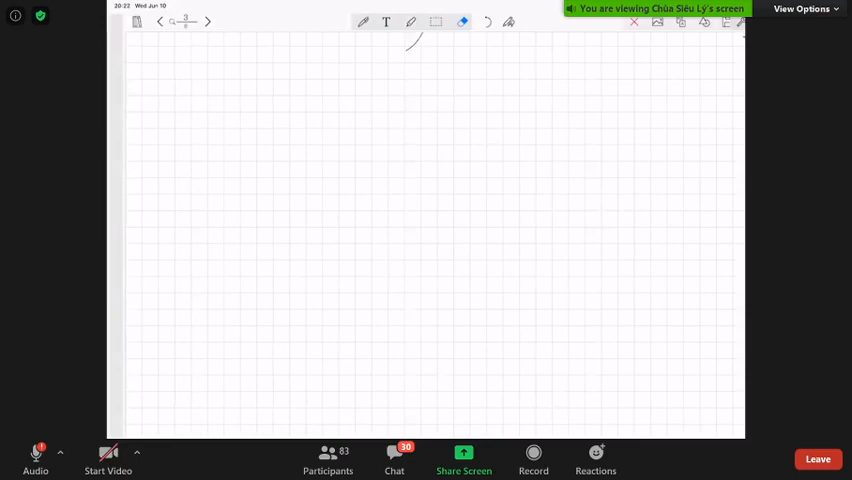 20:22 Wed Jun 10
You are viewing Chùa Siêu Lý's screen
View Options
3
T
83
30
Audio
Start Video
Participants
Chat
Share Screen
Record
Reactions
Leave